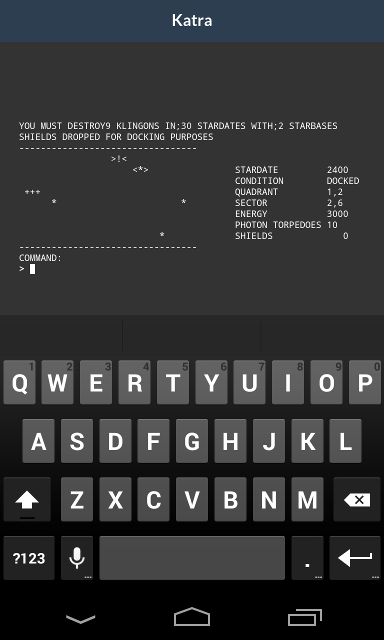 Katra
YOU MUST DESTROY9 KLINGONS IN;30 STARDATES WITH;2 STARBASES
SHIELDS DROPPED FOR DOCKING PURPOSES
---------------------------------
>!<
<*>
STARDATE 2400
CONDITION DOCKED
+++
QUADRANT 1,2
* *
SECTOR 2,6
ENERGY 3000
PHOTON TORPEDOES 10
*
SHIELDS 0
---------------------------------
COMMAND:
>
1 2 3 4 5 6 7 8 9 0
Q W E R T Y U I O P
A S D F G H J K L
Z X C V B N M
?123 ... . ... ...